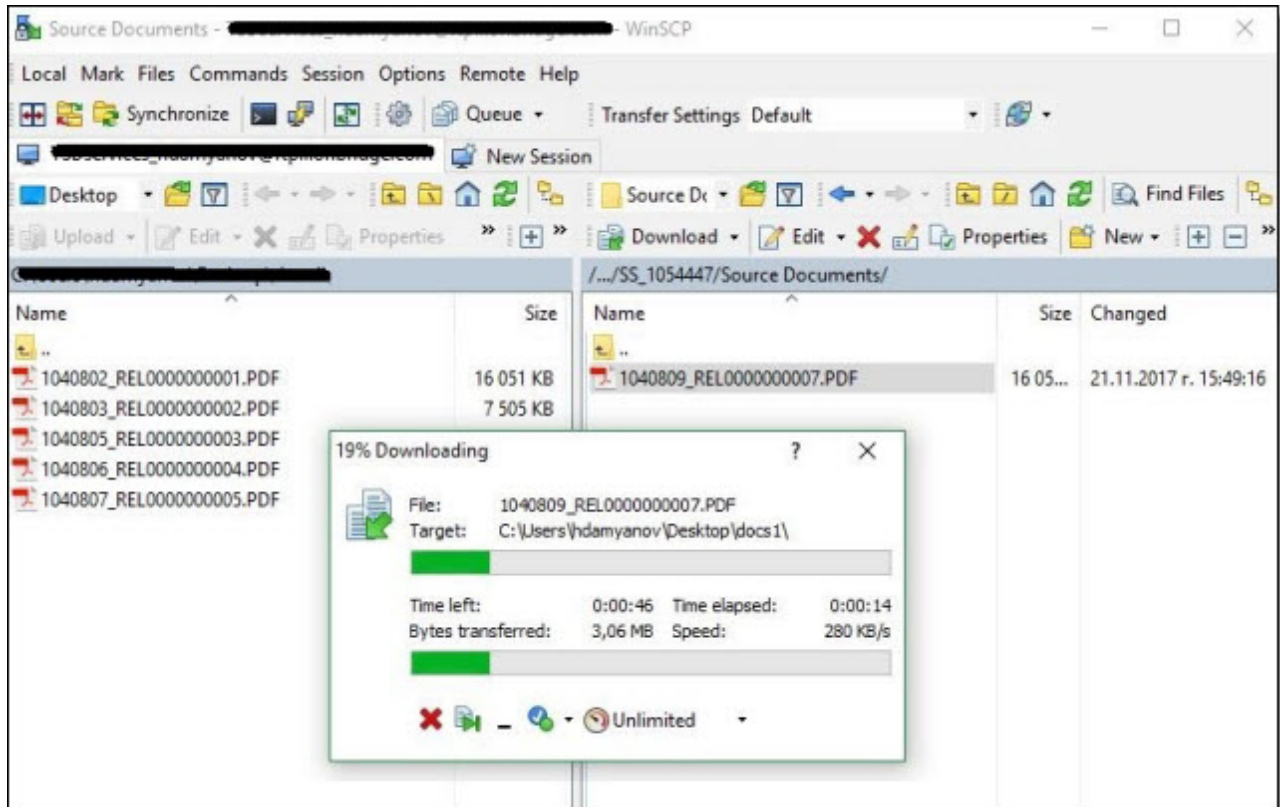 Source Documents - - WinSCP
Local Mark Files Commands Session Options Remote Help
Synchronize Queue Transfer Settings Default
New Session
Desktop Source Dc Find Files
Upload Edit Properties » Download Edit Properties New »
/.../SS_1054447/Source Documents/
Name Size Name Size Changed
.. ..
1040802_REL0000000001.PDF 16 051 KB 1040809_REL0000000007.PDF 16 05... 21.11.2017 r. 15:49:16
1040803_REL0000000002.PDF 7 505 KB
1040805_REL0000000003.PDF
1040806_REL0000000004.PDF
1040807_REL0000000005.PDF
19% Downloading ?
File: 1040809_REL0000000007.PDF
Target: C:\Users\hdamyanov\Desktop\docs1\
Time left: 0:00:46 Time elapsed: 0:00:14
Bytes transferred: 3,06 MB Speed: 280 KB/s
Unlimited